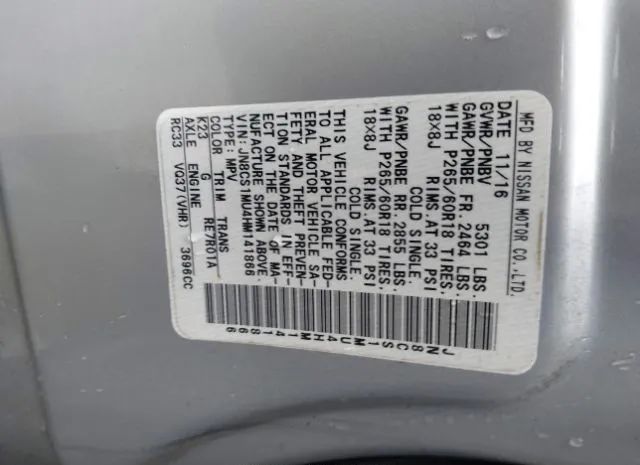 MFD BY NISSAN MOTOR CO.,LTD.
DATE 11/16
GVWR/PNBV 5301 LBS.
GAWR/PNBE FR. 2464 LBS.
WITH P265/60R18 TIRES,
18X8J RIMS.AT 33 PSI
COLD SINGLE.
GAWR/PNBE RR. 2855 LBS.
WITH P265/60R18 TIRES,
18X8J RIMS.AT 33 PSI
COLD SINGLE.
THIS VEHICLE CONFORMS
TO ALL APPLICABLE FED-
ERAL MOTOR VEHICLE SA-
FETY AND THEFT PREVEN-
TION STANDARDS IN EFF-
ECT ON THE DATE OF MA-
NUFACTURE SHOWN ABOVE.
VIN:JN8CS1MU4HM141866
TYPE:MPV
COLOR TRIM TRANS
K23 G RE7R01A
AXLE ENGINE
RC33 VQ37(VHR) 3696CC
JN8CS1MU4HM141866